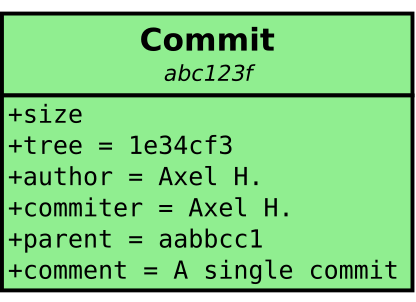 Commit
abc123f
+size
+tree = 1e34cf3
+author = Axel H.
+commiter = Axel H.
+parent = aabbcc1
+comment = A single commit